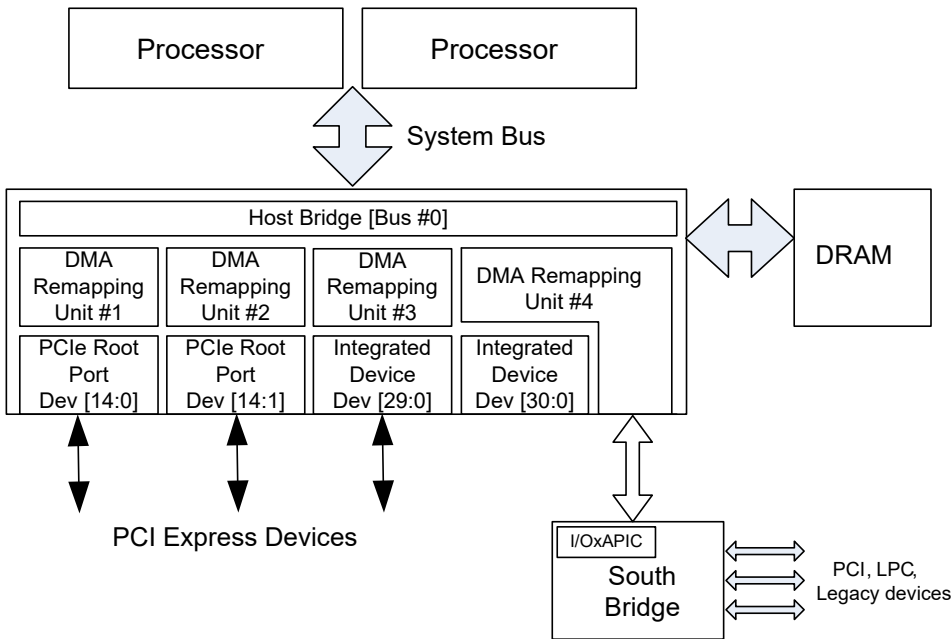 Processor
Processor
System Bus
Host Bridge [Bus #0]
DMA
Remapping
Unit #1
DMA
Remapping
Unit #2
DMA
Remapping
Unit #3
DMA Remapping
Unit #4
DRAM
PCIe Root
Port
Dev [14:0]
PCIe Root
Port
Dev [14:1]
Integrated
Device
Dev [29:0]
Integrated
Device
Dev [30:0]
PCI Express Devices
I/OxAPIC
South
Bridge
PCI, LPC,
Legacy devices